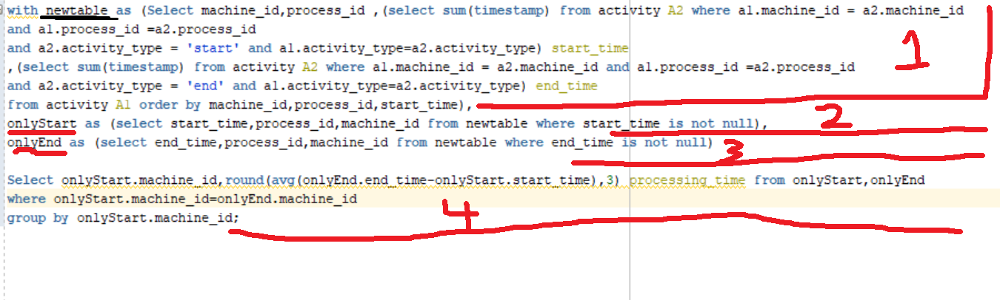 with newtable as (Select machine_id,process_id ,(select sum(timestamp) from activity A2 where a1.machine_id = a2.machine_id
and a1.process_id =a2.process_id
and a2.activity_type = 'start' and a1.activity_type=a2.activity_type) start_time
,(select sum(timestamp) from activity A2 where a1.machine_id = a2.machine_id and a1.process_id =a2.process_id
and a2.activity_type = 'end' and a1.activity_type=a2.activity_type) end_time
from activity A1 order by machine_id,process_id,start_time),
1
onlyStart as (select start_time,process_id,machine_id from newtable where start_time is not null),
2
onlyEnd as (select end_time,process_id,machine_id from newtable where end_time is not null)
3
Select onlyStart.machine_id,round(avg(onlyEnd.end_time-onlyStart.start_time),3) processing_time from onlyStart,onlyEnd
where onlyStart.machine_id=onlyEnd.machine_id
group by onlyStart.machine_id;
4